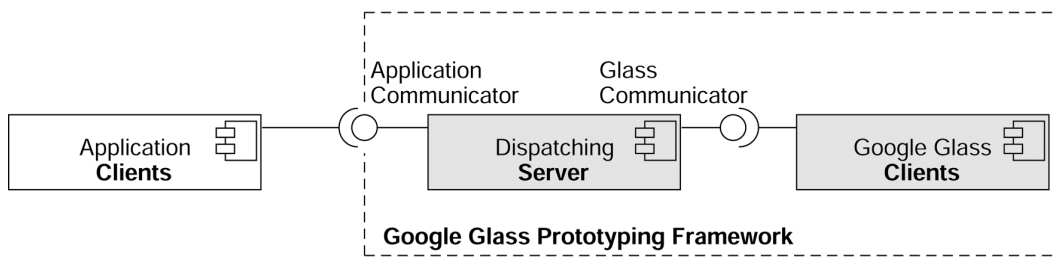 Application
Communicator
Glass
Communicator
Application
Clients
Dispatching
Server
Google Glass
Clients
Google Glass Prototyping Framework